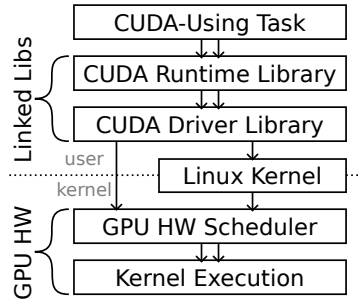 CUDA-Using Task
CUDA Runtime Library
CUDA Driver Library
Linked Libs
user
kernel
Linux Kernel
GPU HW Scheduler
Kernel Execution
GPU HW